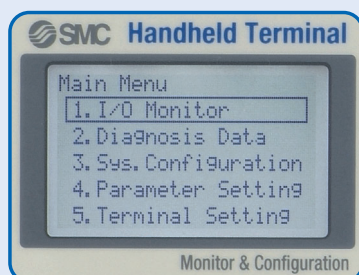 SMC Handheld Terminal
Main Menu
1. I/O Monitor
2. Diagnosis Data
3. Sys. Configuration
4. Parameter Setting
5. Terminal Setting
Monitor & Configuration